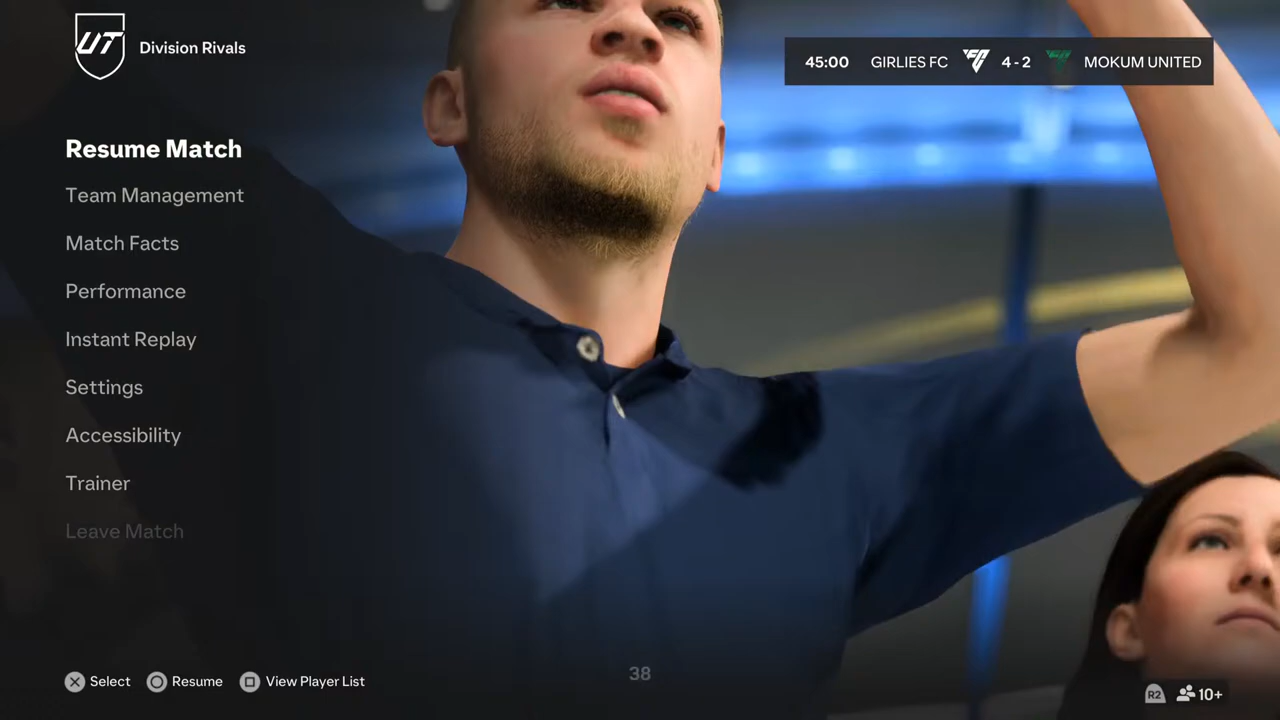 UT
Division Rivals
45:00 GIRLIES FC 4 - 2 MOKUM UNITED
Resume Match
Team Management
Match Facts
Performance
Instant Replay
Settings
Accessibility
Trainer
Leave Match
38
Select Resume View Player List
R2 10+